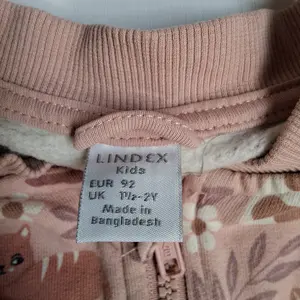 LINDEX
Kids
EUR 92
UK 1½-2Y
Made in
Bangladesh